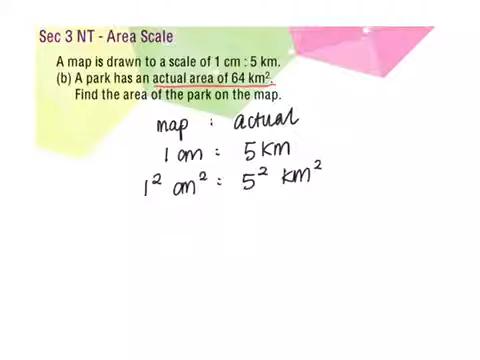 Sec 3 NT - Area Scale
A map is drawn to a scale of 1 cm : 5 km.
(b) A park has an actual area of 64 km².
Find the area of the park on the map.
map : actual
1 cm : 5 km
1² cm² : 5² km²